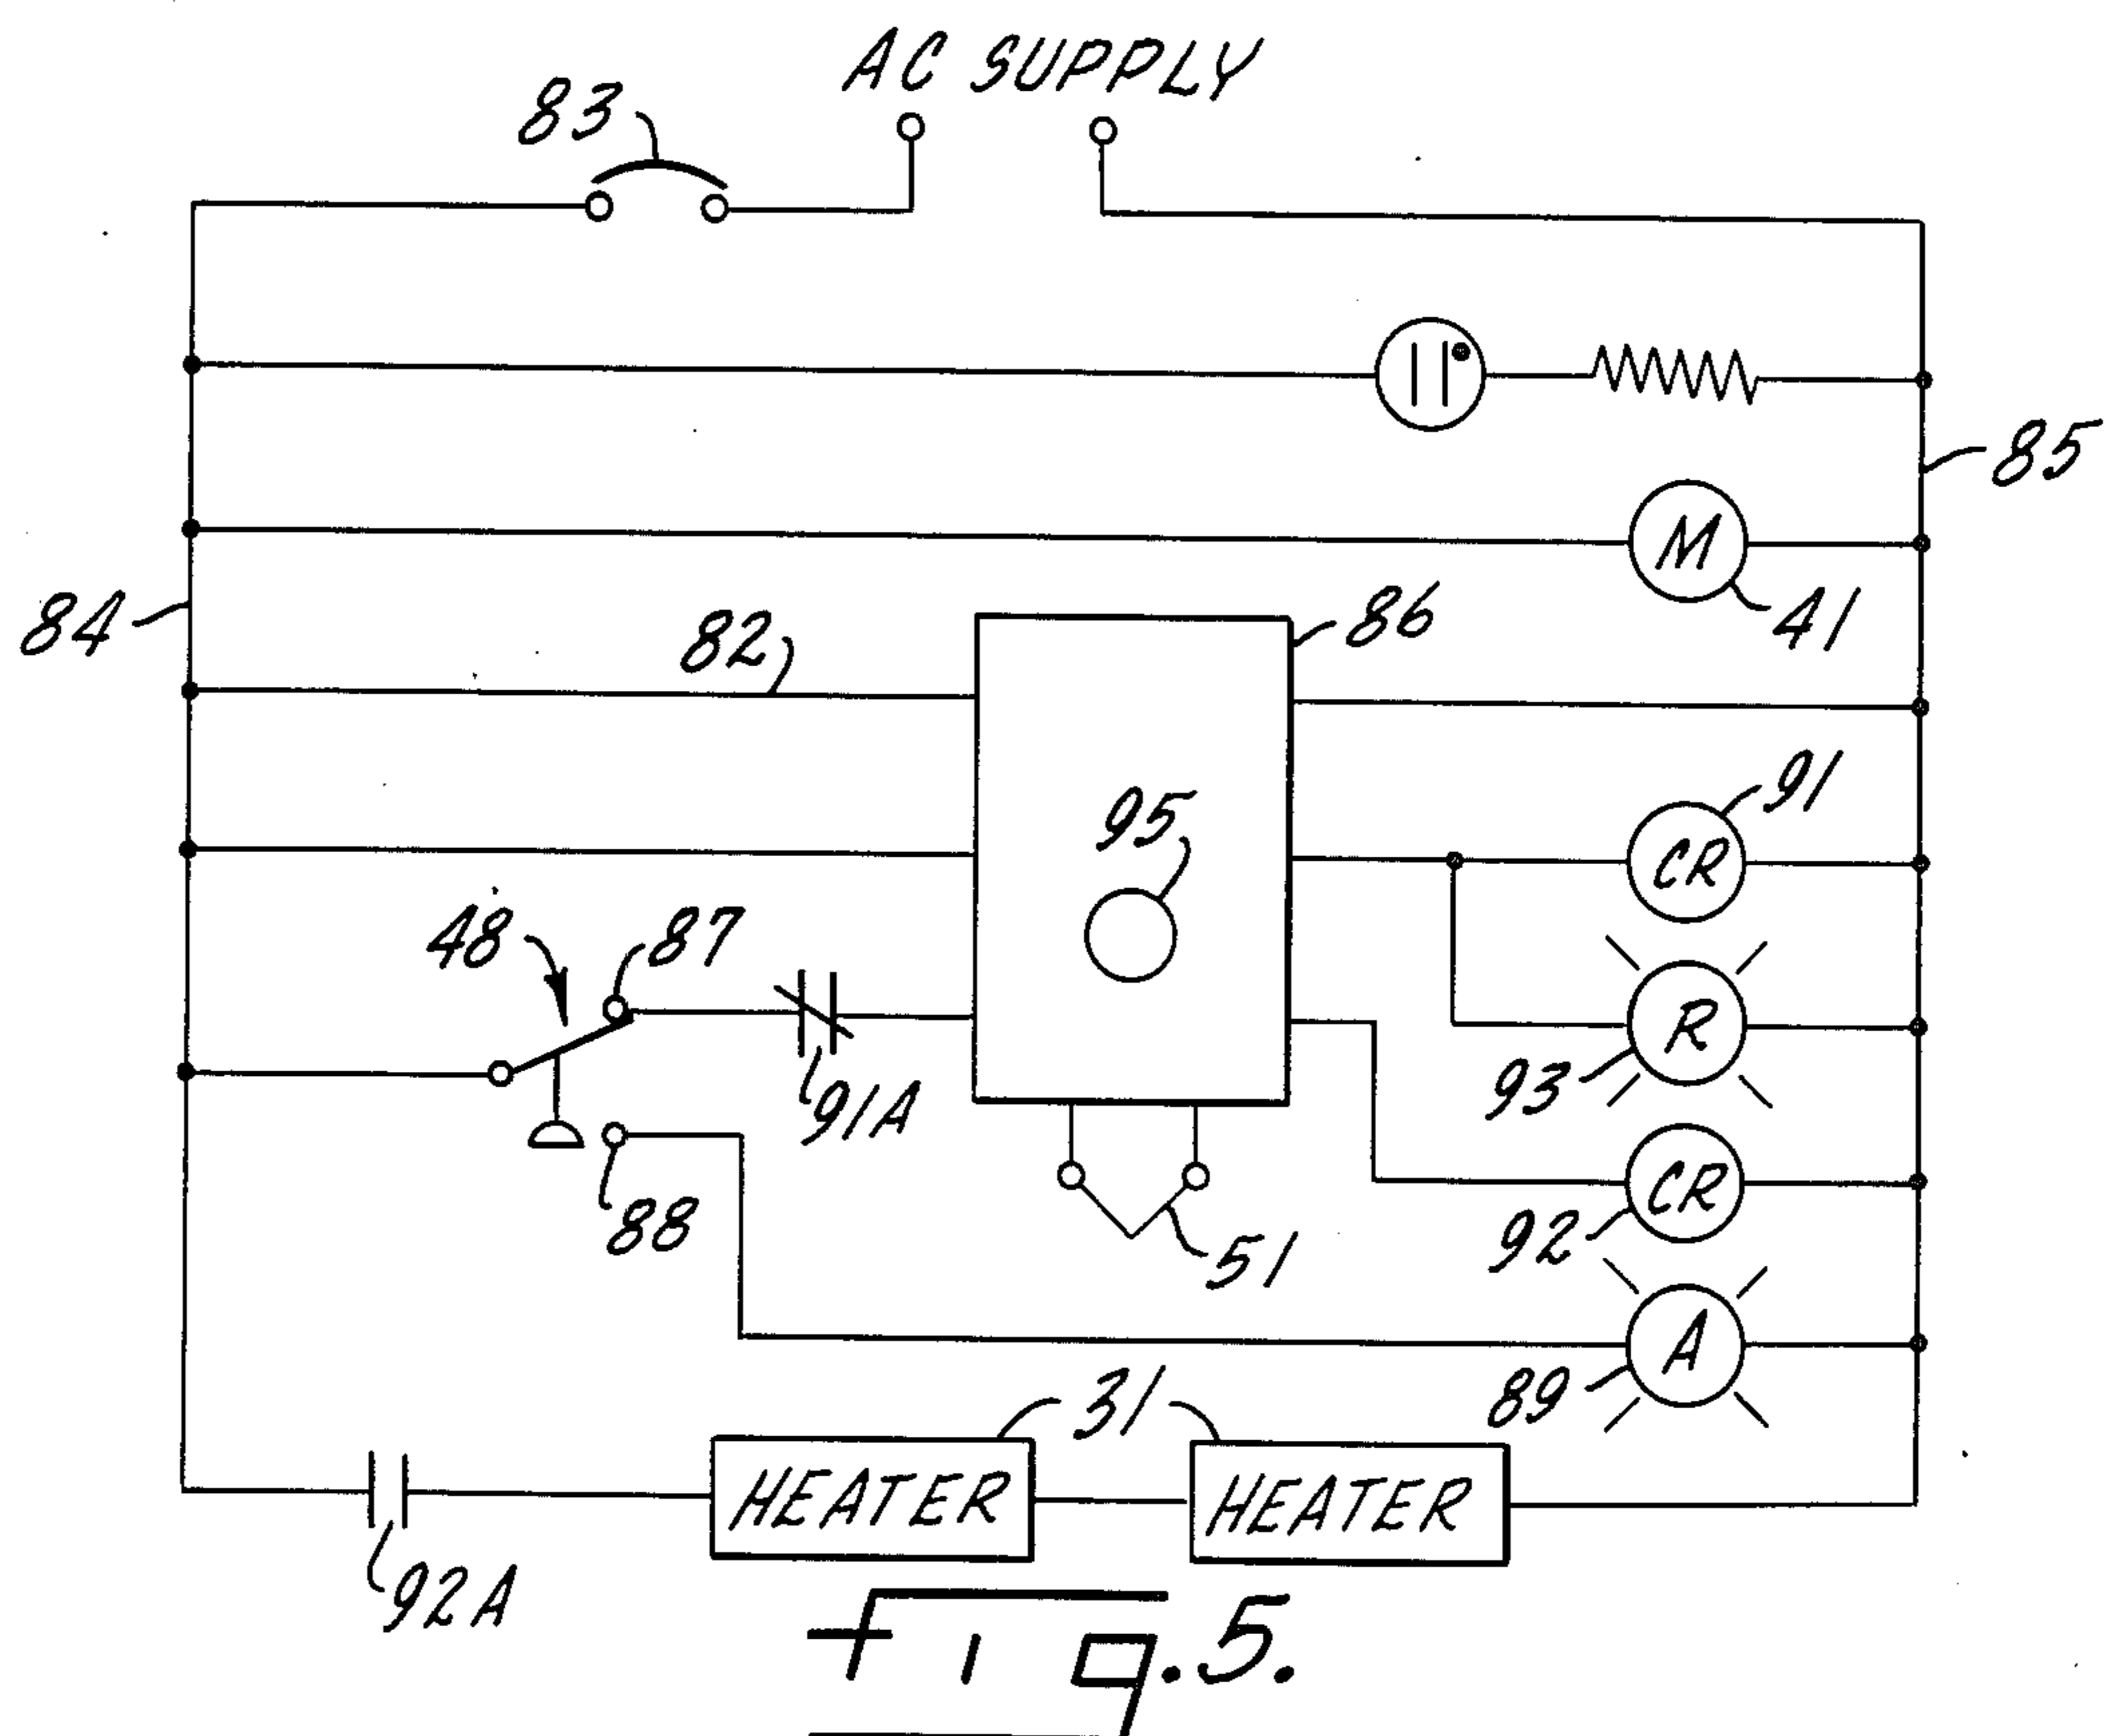 AC SUPPLY
83
85
M
41
84
82
86
91
95
CR
48
87
R
93
91A
88
CR
92
51
A
89
31
HEATER
HEATER
92A
Fig. 5.